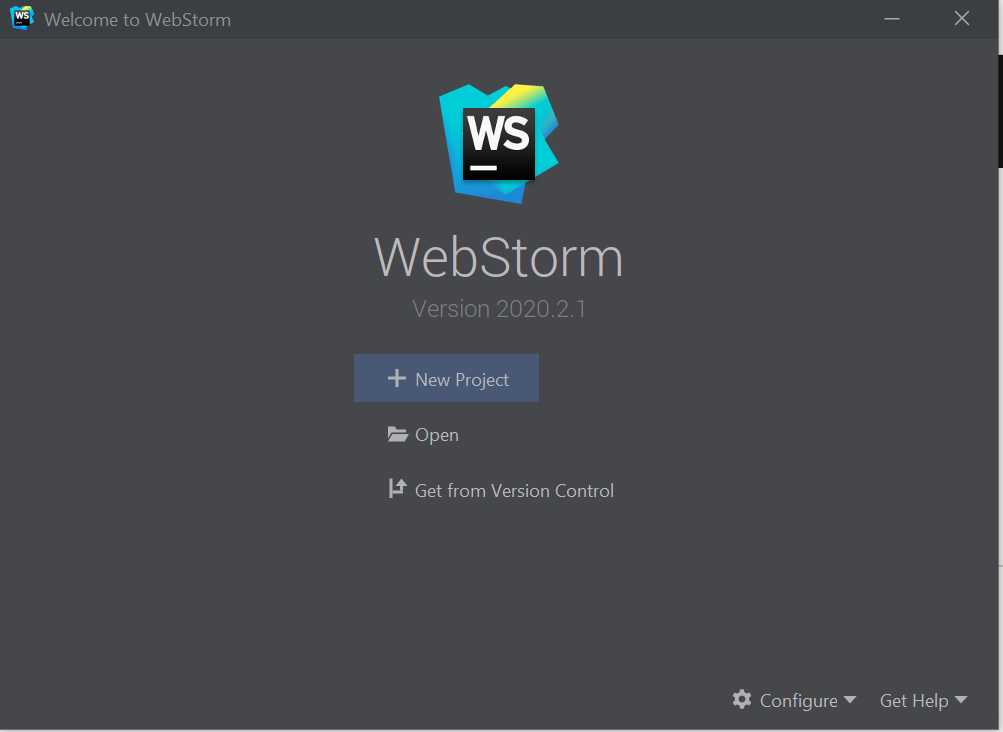 WS Welcome to WebStorm
WS
WebStorm
Version 2020.2.1
New Project
Open
Get from Version Control
Configure Get Help